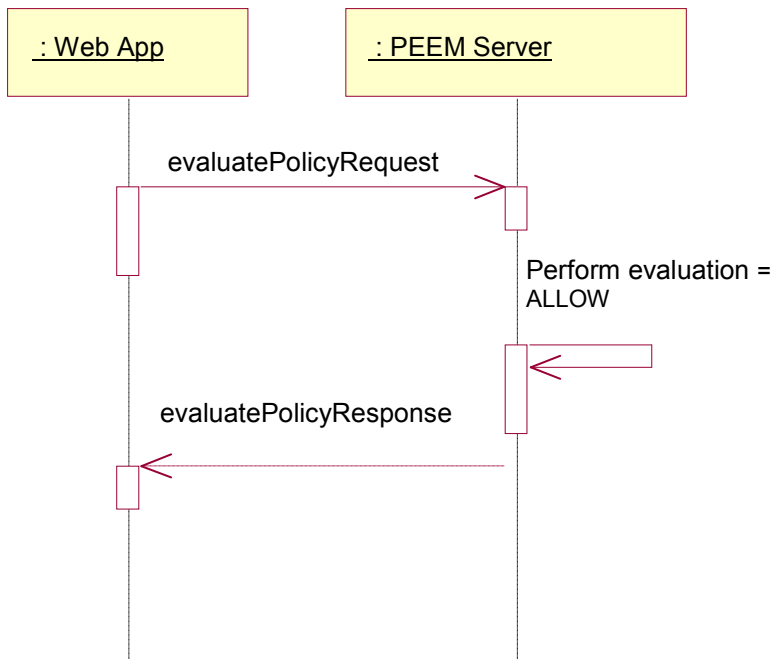 : Web App
: PEEM Server
evaluatePolicyRequest
Perform evaluation =
ALLOW
evaluatePolicyResponse